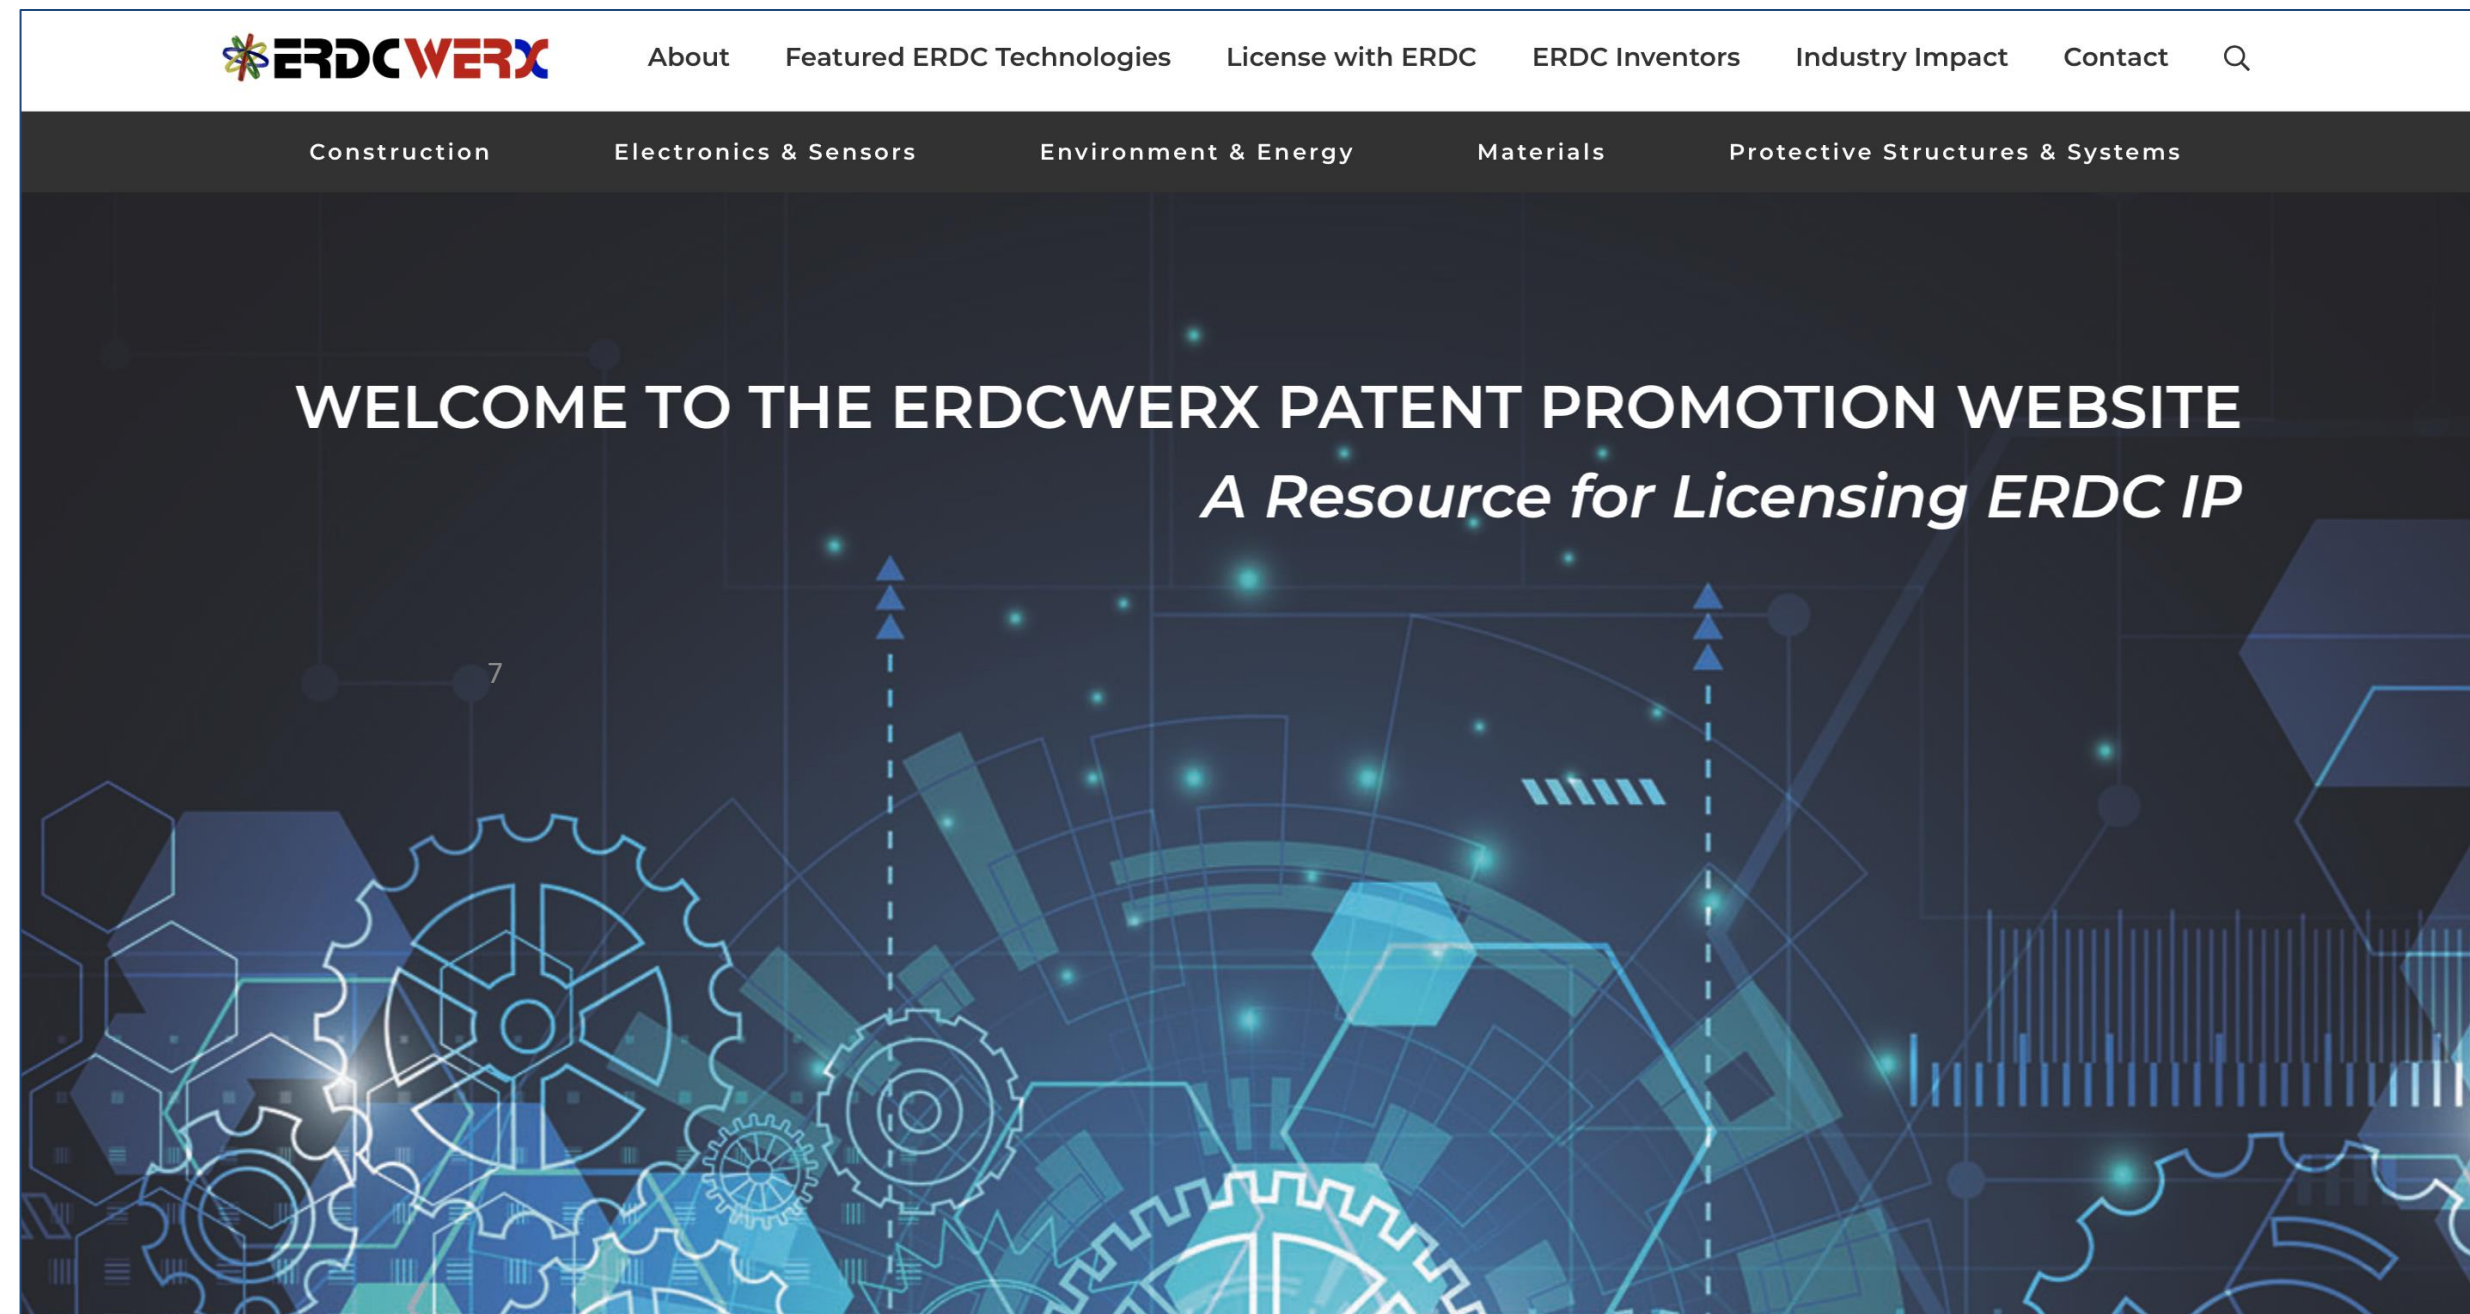 ERDCWERX About Featured ERDC Technologies License with ERDC ERDC Inventors Industry Impact Contact
Construction Electronics & Sensors Environment & Energy Materials Protective Structures & Systems
WELCOME TO THE ERDCWERX PATENT PROMOTION WEBSITE
A Resource for Licensing ERDC IP
7